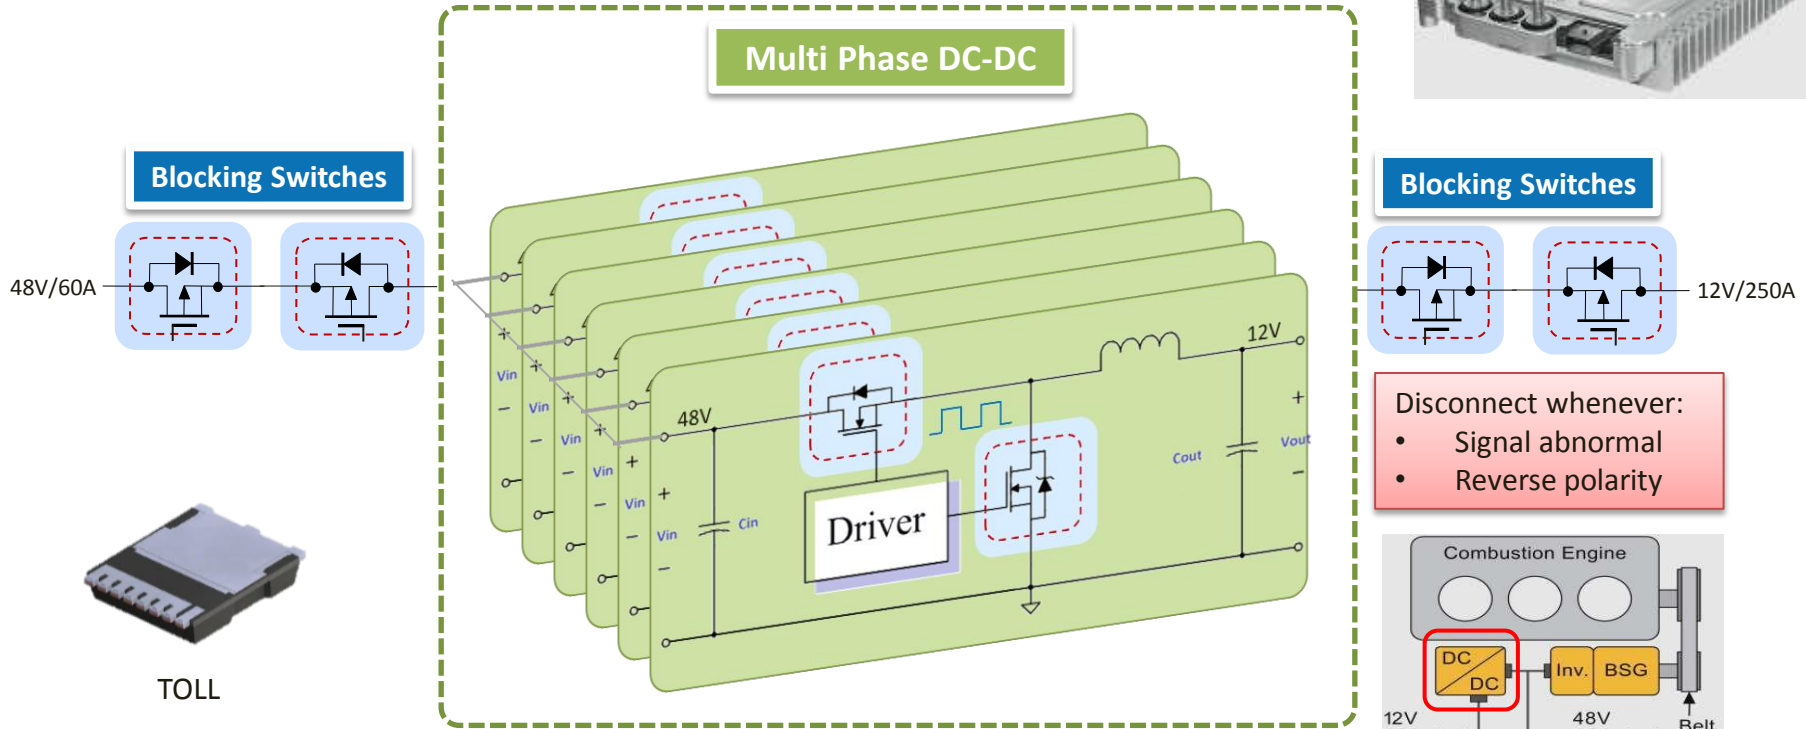 Multi Phase DC-DC
Blocking Switches
Blocking Switches
48V/60A
12V/250A
Vin
Vin
Vin
Vin
Vin
Vin
+
−
+
−
+
−
+
−
+
−
+
−
48V
Cin
Driver
12V
Cout
+
Vout
−
Disconnect whenever:
• Signal abnormal
• Reverse polarity
TOLL
Combustion Engine
DC
DC
Inv.
BSG
12V
48V
Belt